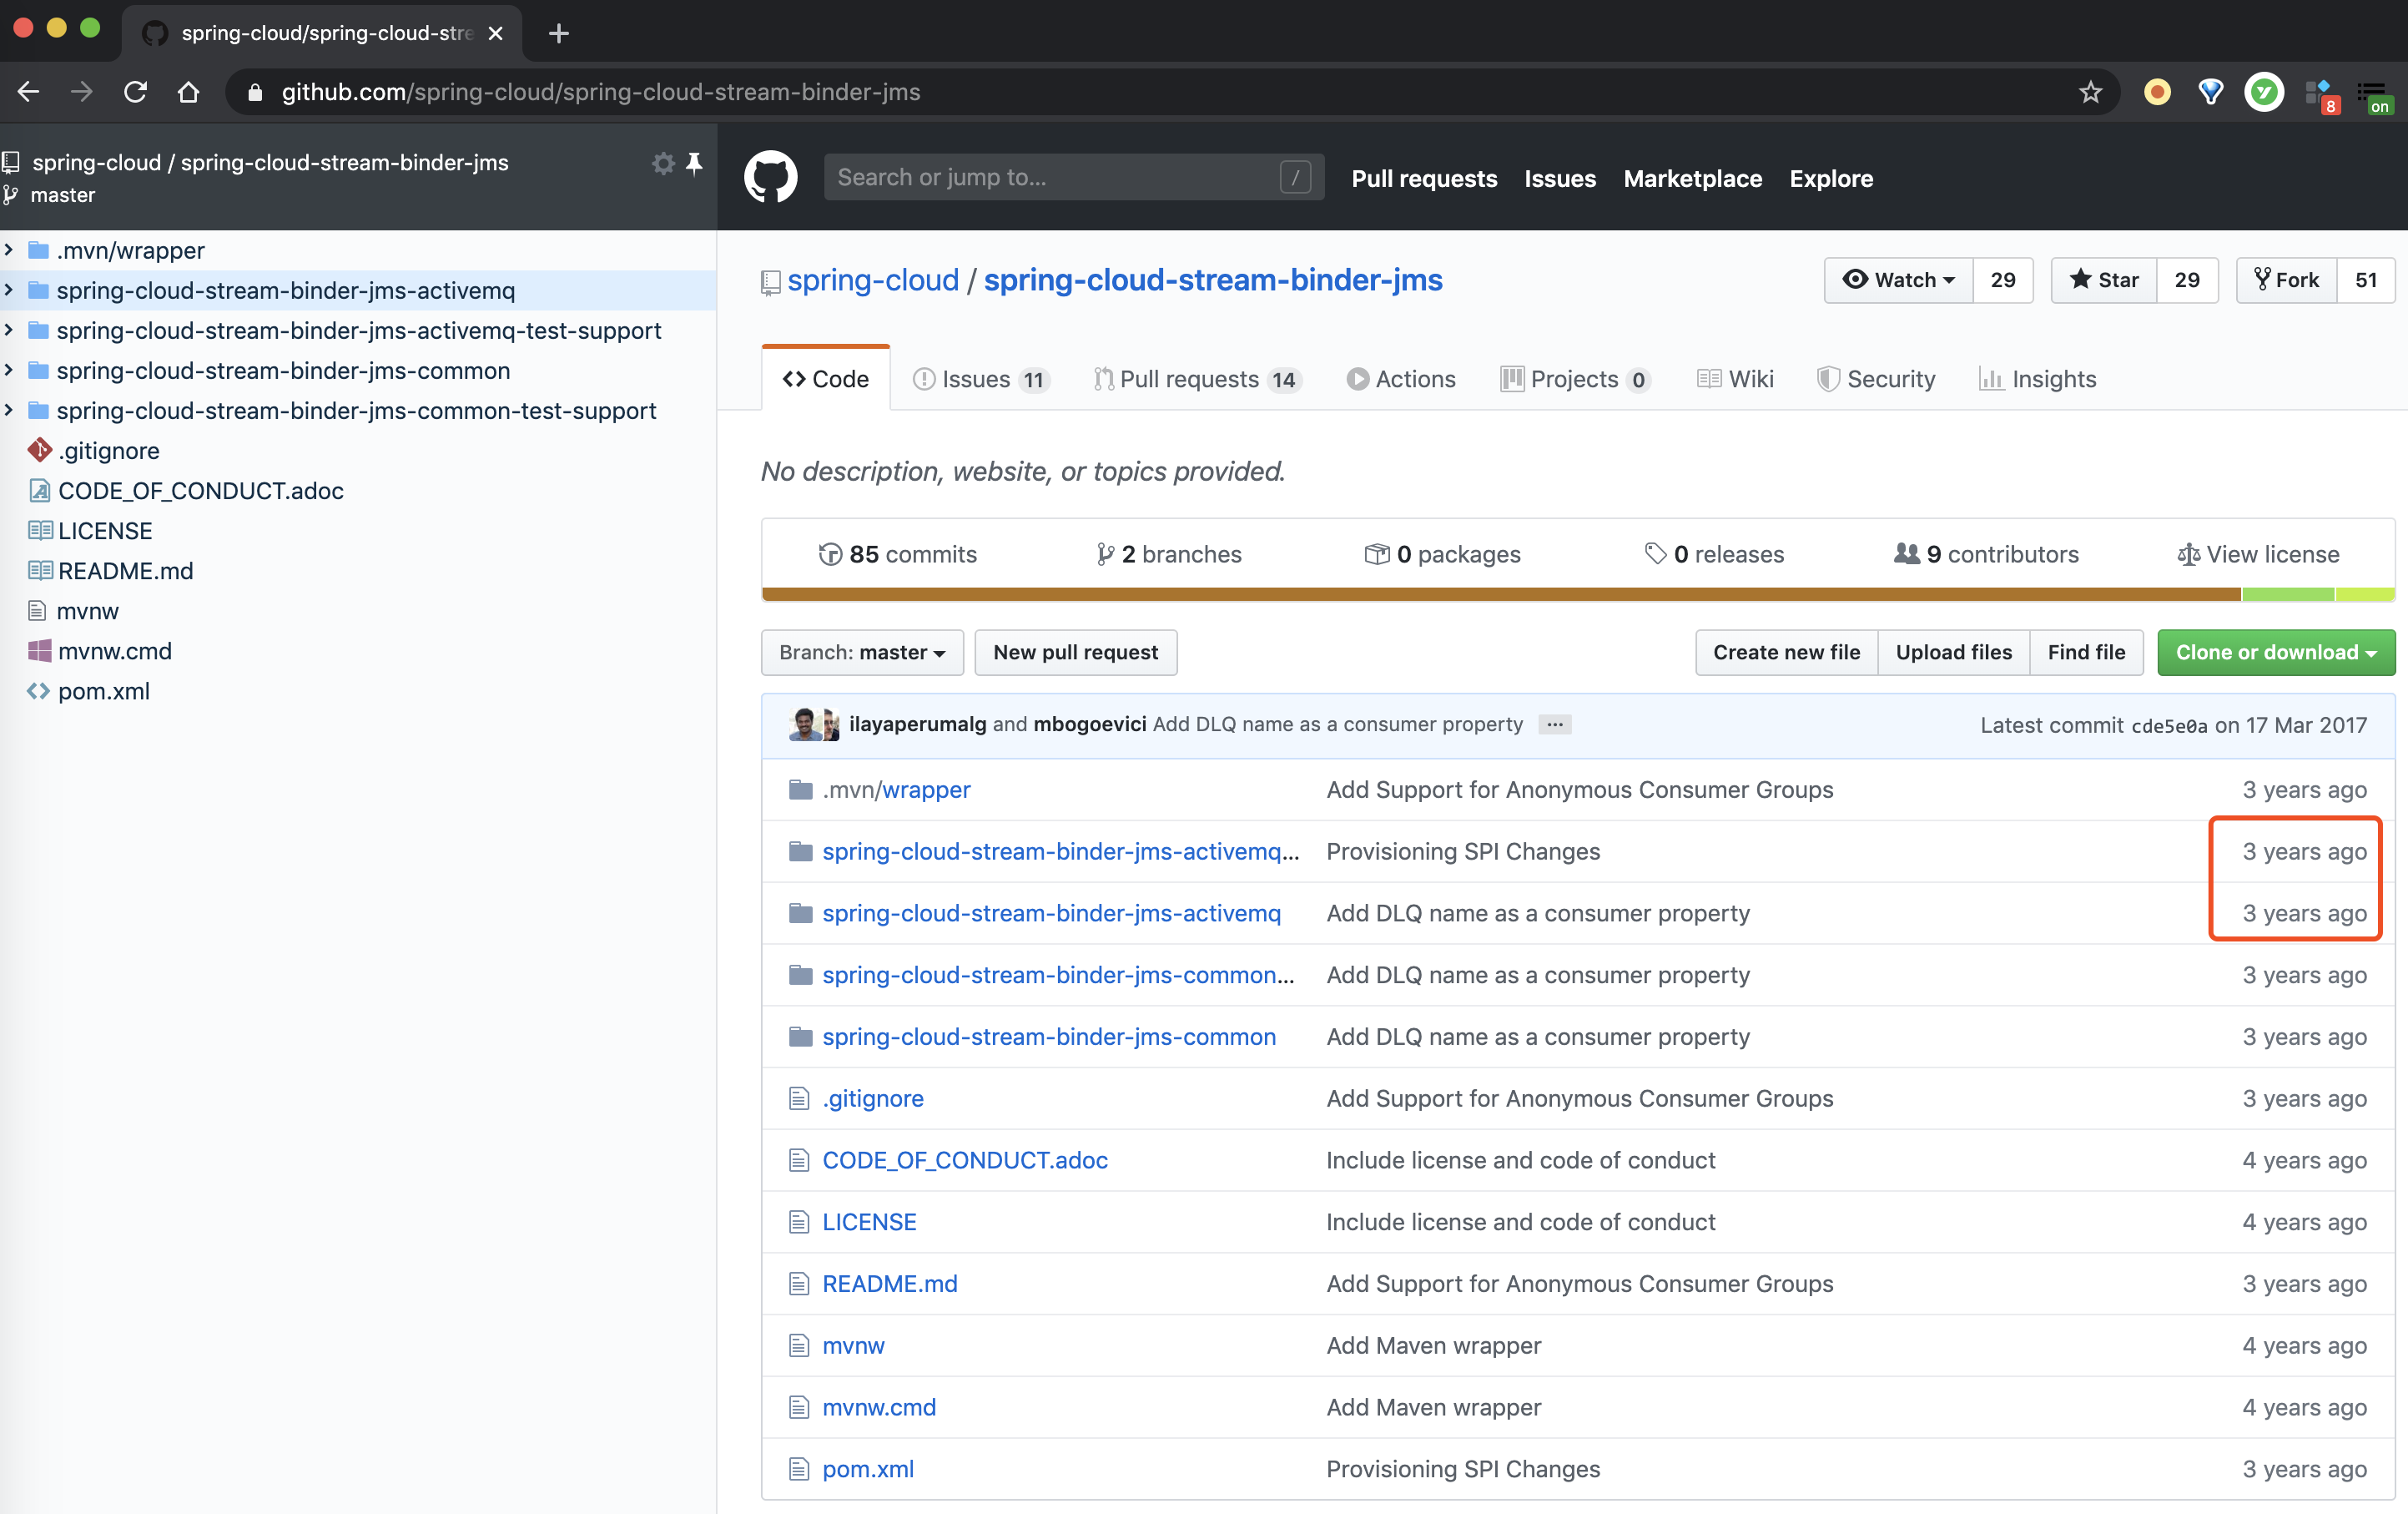 spring-cloud/spring-cloud-stre
github.com/spring-cloud/spring-cloud-stream-binder-jms
8
on
spring-cloud / spring-cloud-stream-binder-jms
master
.mvn/wrapper
spring-cloud-stream-binder-jms-activemq
spring-cloud-stream-binder-jms-activemq-test-support
spring-cloud-stream-binder-jms-common
spring-cloud-stream-binder-jms-common-test-support
.gitignore
CODE_OF_CONDUCT.adoc
LICENSE
README.md
mvnw
mvnw.cmd
pom.xml
Search or jump to... /
Pull requests Issues Marketplace Explore
spring-cloud / spring-cloud-stream-binder-jms
Watch 29 Star 29 Fork 51
Code Issues 11 Pull requests 14 Actions Projects 0 Wiki Security Insights
No description, website, or topics provided.
85 commits 2 branches 0 packages 0 releases 9 contributors View license
Branch: master New pull request Create new file Upload files Find file Clone or download
ilayaperumalg and mbogoevici Add DLQ name as a consumer property ... Latest commit cde5e0a on 17 Mar 2017
.mvn/wrapper Add Support for Anonymous Consumer Groups 3 years ago
spring-cloud-stream-binder-jms-activemq... Provisioning SPI Changes 3 years ago
spring-cloud-stream-binder-jms-activemq Add DLQ name as a consumer property 3 years ago
spring-cloud-stream-binder-jms-common... Add DLQ name as a consumer property 3 years ago
spring-cloud-stream-binder-jms-common Add DLQ name as a consumer property 3 years ago
.gitignore Add Support for Anonymous Consumer Groups 3 years ago
CODE_OF_CONDUCT.adoc Include license and code of conduct 4 years ago
LICENSE Include license and code of conduct 4 years ago
README.md Add Support for Anonymous Consumer Groups 3 years ago
mvnw Add Maven wrapper 4 years ago
mvnw.cmd Add Maven wrapper 4 years ago
pom.xml Provisioning SPI Changes 3 years ago